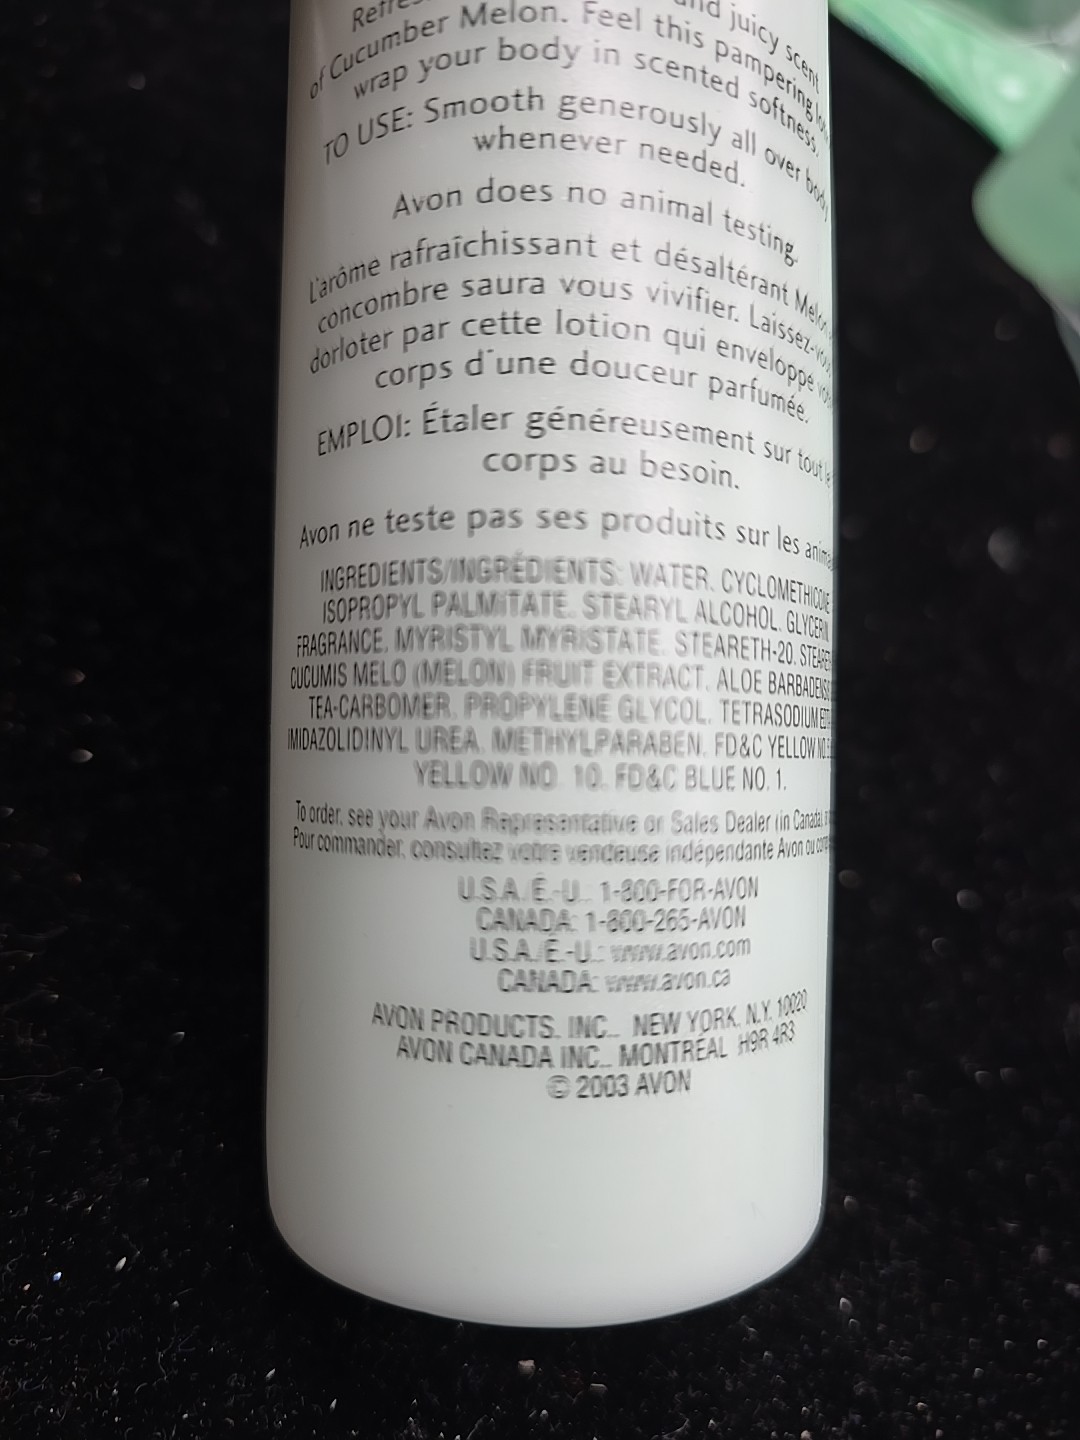 and juicy scent
of Cucumber Melon. Feel this pampering
wrap your body in scented softness.
TO USE: Smooth generously all over body
whenever needed.
Avon does no animal testing.
L'arôme rafraîchissant et désaltérant
concombre saura vous vivifier.
dorloter par cette lotion qui enveloppe
corps d'une douceur parfumée.
EMPLOI: Étaler généreusement sur tout
corps au besoin.
Avon ne teste pas ses produits sur les
INGREDIENTS/INGRÉDIENTS: WATER, CYCLOMETHICONE
ISOPROPYL PALMITATE, STEARYL ALCOHOL, GLYCERIN
FRAGRANCE, MYRISTYL MYRISTATE, STEARETH-20,
CUCUMIS MELO (MELON) FRUIT EXTRACT, ALOE
TEA-CARBOMER, PROPYLENE GLYCOL, TETRASODIUM
IMIDAZOLIDINYL UREA, METHYLPARABEN, FD&C YELLOW
YELLOW NO. 10, FD&C BLUE NO. 1.
To order, see your Avon Representative or Sales Dealer (in Canada)
Pour commander, consultez votre vendeuse indépendante Avon ou
U.S.A./É.-U.: 1-800-FOR-AVON
CANADA: 1-800-265-AVON
U.S.A./É.-U.: www.avon.com
CANADA: www.avon.ca
AVON PRODUCTS, INC., NEW YORK, N.Y. 10020
AVON CANADA INC., MONTRÉAL H9R 4R3
© 2003 AVON